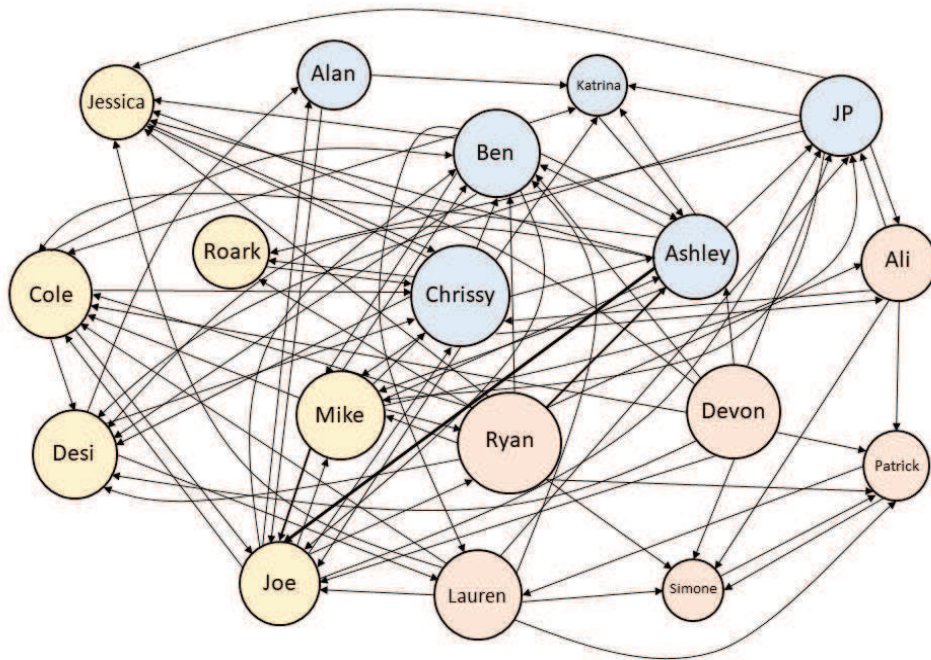 Alan
Katrina
Jessica
JP
Ben
Roark
Ashley
Ali
Cole
Chrissy
Mike
Devon
Ryan
Desi
Patrick
Joe
Lauren
Simone